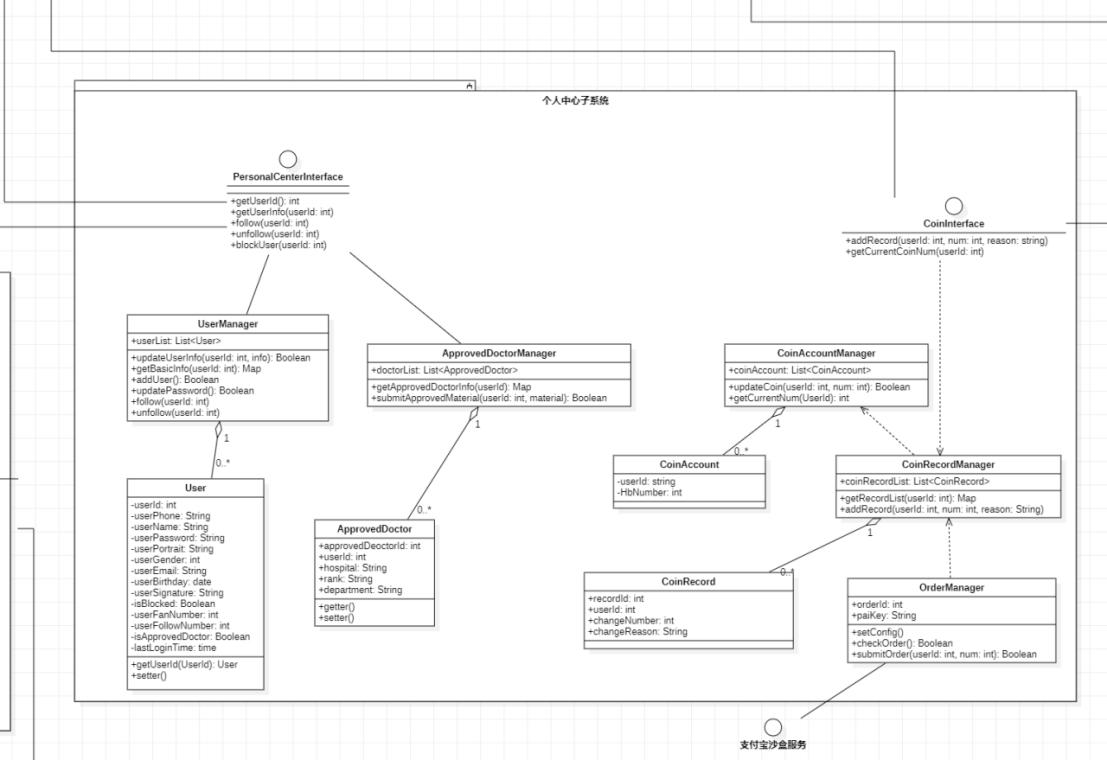 个人中心子系统
PersonalCenterInterface
+getUserId(): int
+getUserInfo(userId: int)
+follow(userId: int)
+unfollow(userId: int)
+blockUser(userId: int)
CoinInterface
+addRecord(userId: int, num: int, reason: string)
+getCurrentCoinNum(userId: int)
UserManager
+userList: List<User>
+updateUserInfo(userId: int, info): Boolean
+getBasicInfo(userId: int): Map
+addUser(): Boolean
+updatePassword(): Boolean
+follow(userId: int)
+unfollow(userId: int)
1
0..*
ApprovedDoctorManager
+doctorList: List<ApprovedDoctor>
+getApprovedDoctorInfo(userId): Map
+submitApprovedMaterial(userId: int, material): Boolean
1
0..*
CoinAccountManager
+coinAccount: List<CoinAccount>
+updateCoin(userId: int, num: int): Boolean
+getCurrentNum(UserId): int
1
0..*
CoinAccount
-userId: string
-HbNumber: int
CoinRecordManager
+coinRecordList: List<CoinRecord>
+getRecordList(userId: int): Map
+addRecord(userId: int, num: int, reason: String)
1
0..*
User
-userId: int
-userPhone: String
-userName: String
-userPassword: String
-userPortrait: String
-userGender: int
-userEmail: String
-userBirthday: date
-userSignature: String
-isBlocked: Boolean
-userFanNumber: int
-userFollowNumber: int
-isApprovedDoctor: Boolean
-lastLoginTime: time
+getUserId(UserId): User
+setter()
ApprovedDoctor
+approvedDeoctorId: int
+userId: int
+hospital: String
+rank: String
+department: String
+getter()
+setter()
CoinRecord
+recordId: int
+userId: int
+changeNumber: int
+changeReason: String
OrderManager
+orderId: int
+paiKey: String
+setConfig()
+checkOrder(): Boolean
+submitOrder(userId: int, num: int): Boolean
支付宝沙盒服务